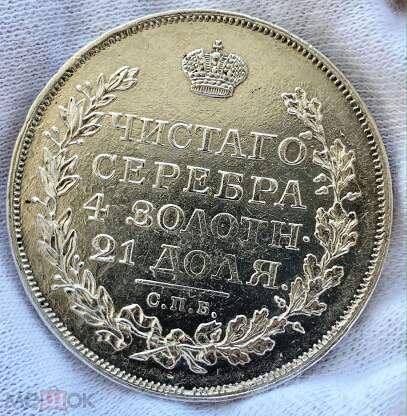 ЧИСТАГО
СЕРЕБРА
4 ЗОЛОТН.
21 ДОЛЯ.
С.П.Б.
МЕШОК